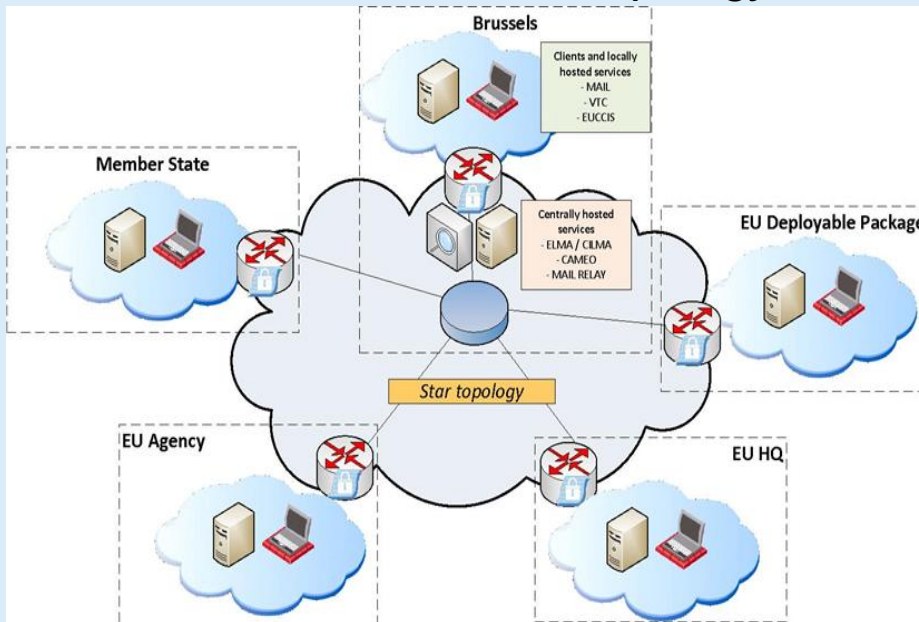 Brussels
Clients and locally
hosted services
- MAIL
- VTC
- EUCCIS
Member State
Centrally hosted
services
- ELMA / CILMA
- CAMEO
- MAIL RELAY
EU Deployable Package
Star topology
EU Agency
EU HQ